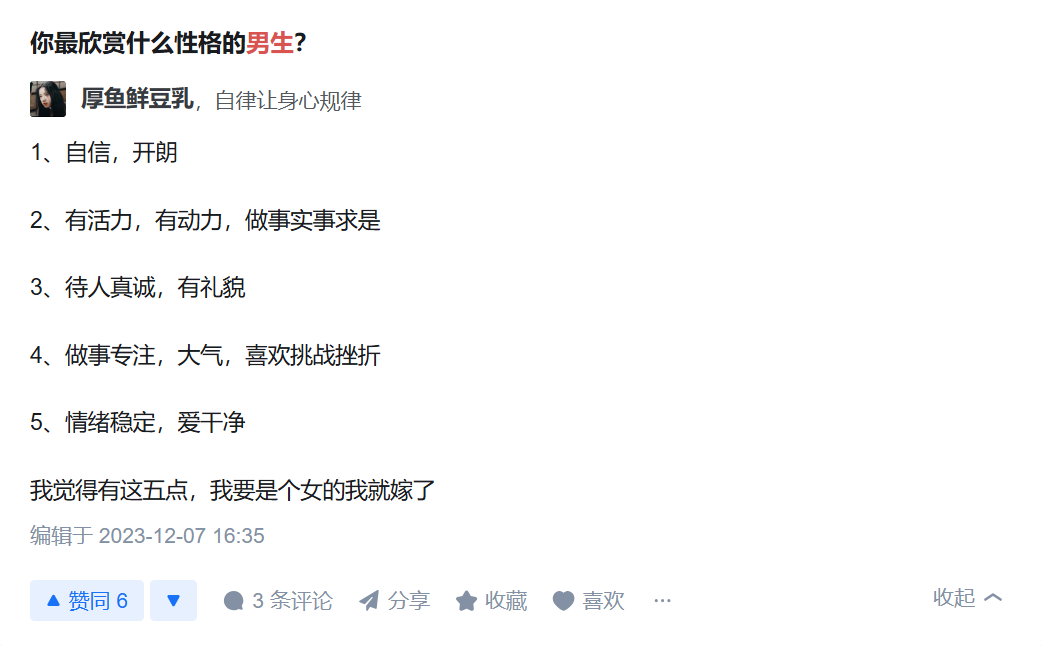 你最欣赏什么性格的男生?
厚鱼鲜豆乳，自律让身心规律
1、自信，开朗
2、有活力，有动力，做事实事求是
3、待人真诚，有礼貌
4、做事专注，大气，喜欢挑战挫折
5、情绪稳定，爱干净
我觉得有这五点，我要是个女的我就嫁了
编辑于 2023-12-07 16:35
赞同 6 3 条评论 分享 收藏 喜欢 ··· 收起